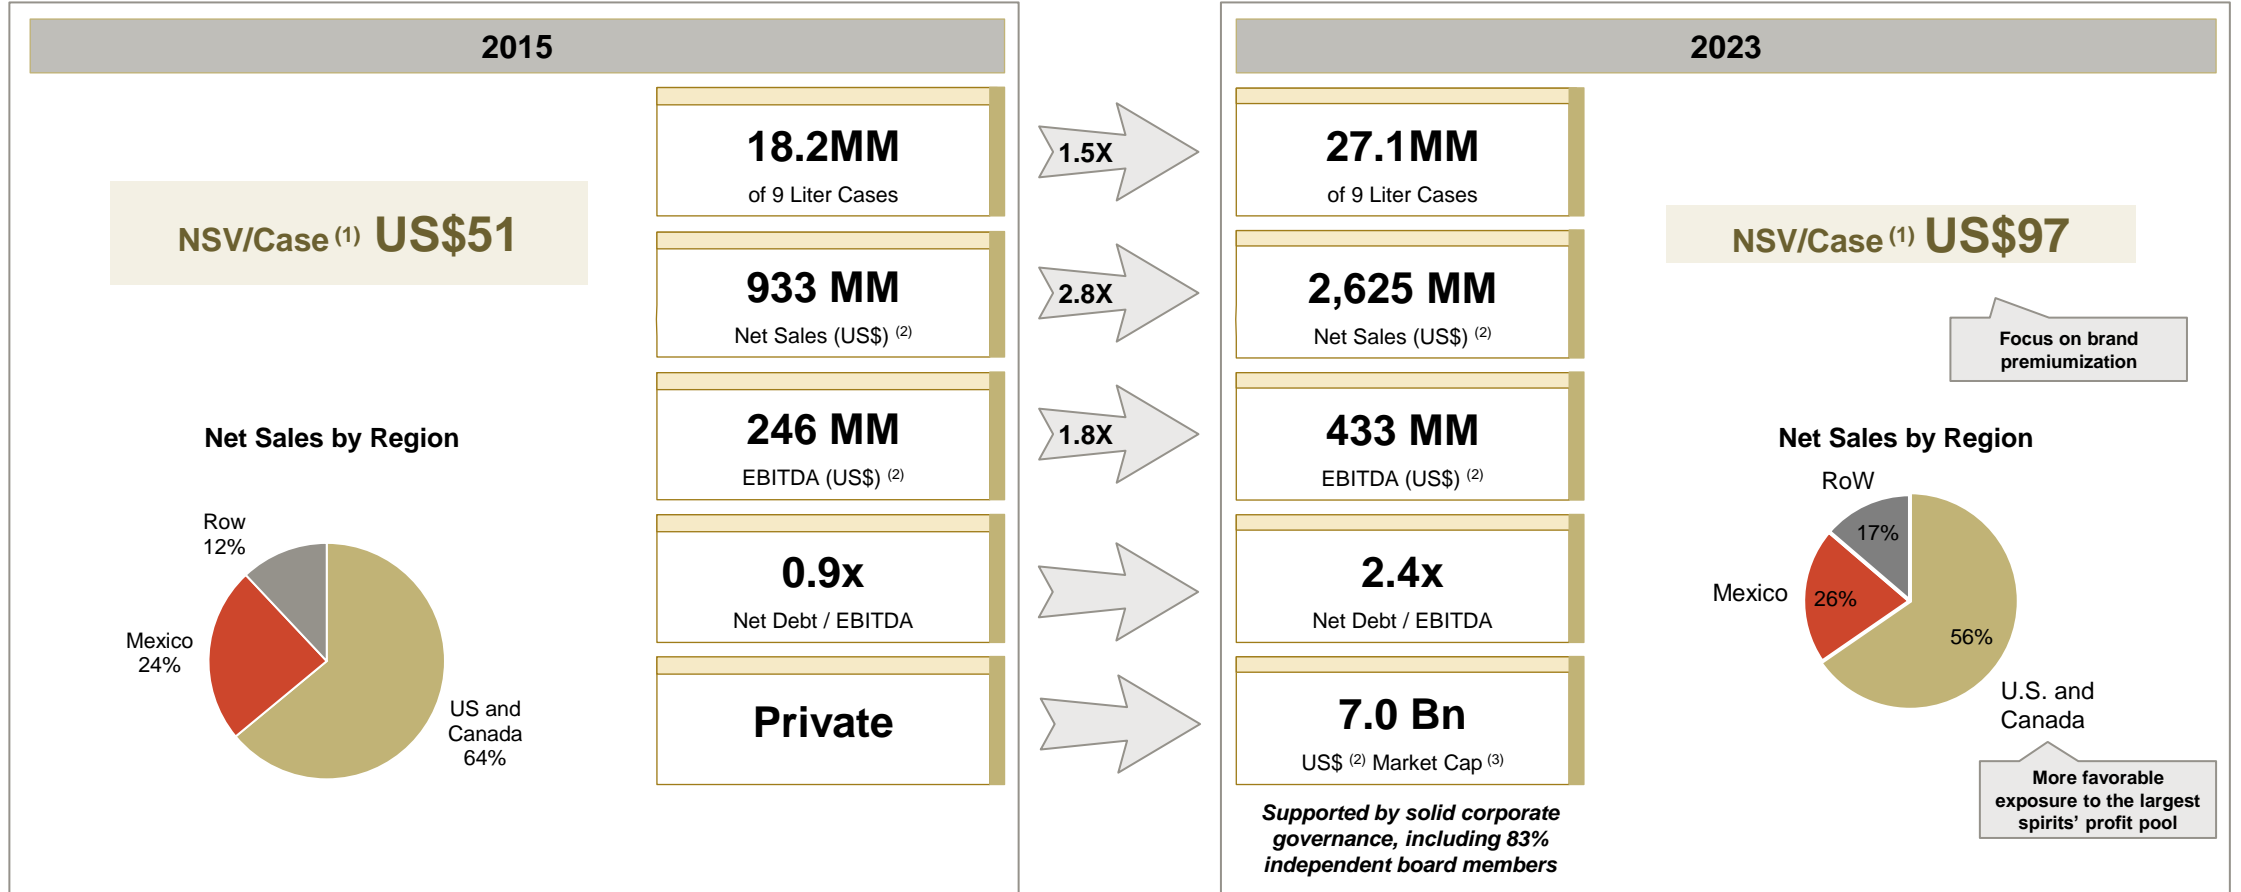 2015
NSV/Case (1) US$51
18.2MM
of 9 Liter Cases
933 MM
Net Sales (US$) (2)
246 MM
EBITDA (US$) (2)
0.9x
Net Debt / EBITDA
Private
Net Sales by Region
Row
12%
Mexico
24%
US and
Canada
64%
1.5X
2.8X
1.8X
2023
27.1MM
of 9 Liter Cases
2,625 MM
Net Sales (US$) (2)
433 MM
EBITDA (US$) (2)
2.4x
Net Debt / EBITDA
7.0 Bn
US$ (2) Market Cap (3)
Supported by solid corporate
governance, including 83%
independent board members
NSV/Case (1) US$97
Focus on brand
premiumization
Net Sales by Region
RoW
17%
Mexico
26%
56%
U.S. and
Canada
More favorable
exposure to the largest
spirits’ profit pool